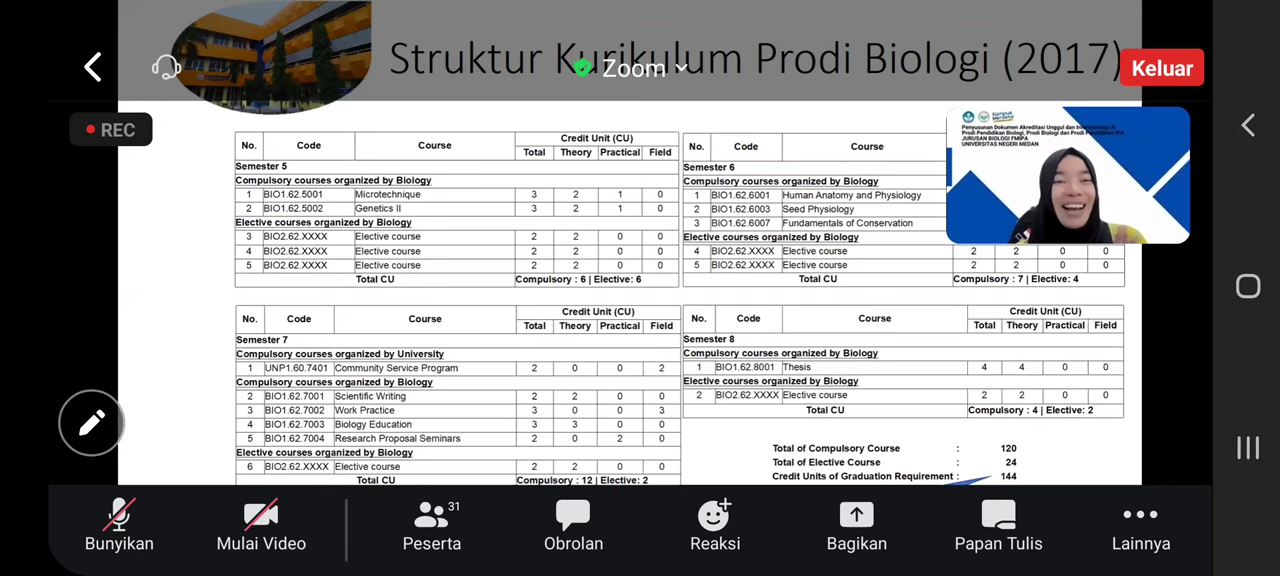 Struktur Kurikulum Prodi Biologi (2017)
Zoom
Keluar
REC
Kampus
Merdeka
Penyusunan Dokumen Akreditasi Unggul dan
Prodi Pendidikan Biologi, Prodi Biologi dan Prodi Pendidikan IPA
JURUSAN BIOLOGI FMIPA
UNIVERSITAS NEGERI MEDAN
No. Code Course Credit Unit (CU)
Total Theory Practical Field
Semester 5
Compulsory courses organized by Biology
1 BIO1.62.5001 Microtechnique 3 2 1 0
2 BIO1.62.5002 Genetics II 3 2 1 0
Elective courses organized by Biology
3 BIO2.62.XXXX Elective course 2 2 0 0
4 BIO2.62.XXXX Elective course 2 2 0 0
5 BIO2.62.XXXX Elective course 2 2 0 0
Total CU Compulsory : 6 | Elective: 6
No. Code Course
Semester 6
Compulsory courses organized by Biology
1 BIO1.62.6001 Human Anatomy and Physiology
2 BIO1.62.6003 Seed Physiology
3 BIO1.62.6007 Fundamentals of Conservation
Elective courses organized by Biology
4 BIO2.62.XXXX Elective course 2 2 0 0
5 BIO2.62.XXXX Elective course 2 2 0 0
Total CU Compulsory : 7 | Elective: 4
No. Code Course Credit Unit (CU)
Total Theory Practical Field
Semester 7
Compulsory courses organized by University
1 UNP1.60.7401 Community Service Program 2 0 0 2
Compulsory courses organized by Biology
2 BIO1.62.7001 Scientific Writing 2 2 0 0
3 BIO1.62.7002 Work Practice 3 0 0 3
4 BIO1.62.7003 Biology Education 3 3 0 0
5 BIO1.62.7004 Research Proposal Seminars 2 0 2 0
Elective courses organized by Biology
6 BIO2.62.XXXX Elective course 2 2 0 0
Total CU Compulsory : 12 | Elective: 2
No. Code Course Credit Unit (CU)
Total Theory Practical Field
Semester 8
Compulsory courses organized by Biology
1 BIO1.62.8001 Thesis 4 4 0 0
Elective courses organized by Biology
2 BIO2.62.XXXX Elective course 2 2 0 0
Total CU Compulsory : 4 | Elective: 2
Total of Compulsory Course : 120
Total of Elective Course : 24
Credit Units of Graduation Requirement : 144
31
Bunyikan
Mulai Video
Peserta
Obrolan
Reaksi
Bagikan
Papan Tulis
Lainnya